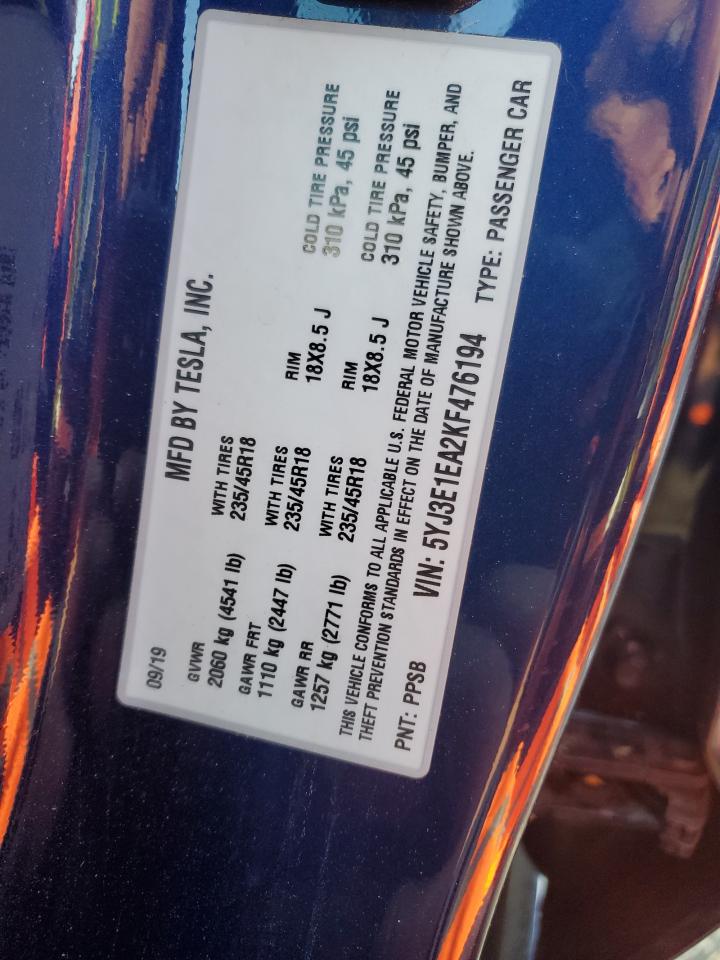 MFD BY TESLA, INC.
09/19
GVWR
2060 kg (4541 lb)
WITH TIRES
235/45R18
GAWR FRT
1110 kg (2447 lb)
WITH TIRES
235/45R18
RIM
18X8.5 J
COLD TIRE PRESSURE
310 kPa, 45 psi
GAWR RR
1257 kg (2771 lb)
WITH TIRES
235/45R18
RIM
18X8.5 J
COLD TIRE PRESSURE
310 kPa, 45 psi
THIS VEHICLE CONFORMS TO ALL APPLICABLE U.S. FEDERAL MOTOR VEHICLE SAFETY, BUMPER, AND
THEFT PREVENTION STANDARDS IN EFFECT ON THE DATE OF MANUFACTURE SHOWN ABOVE.
PNT: PPSB
VIN: 5YJ3E1EA2KF476194
TYPE: PASSENGER CAR